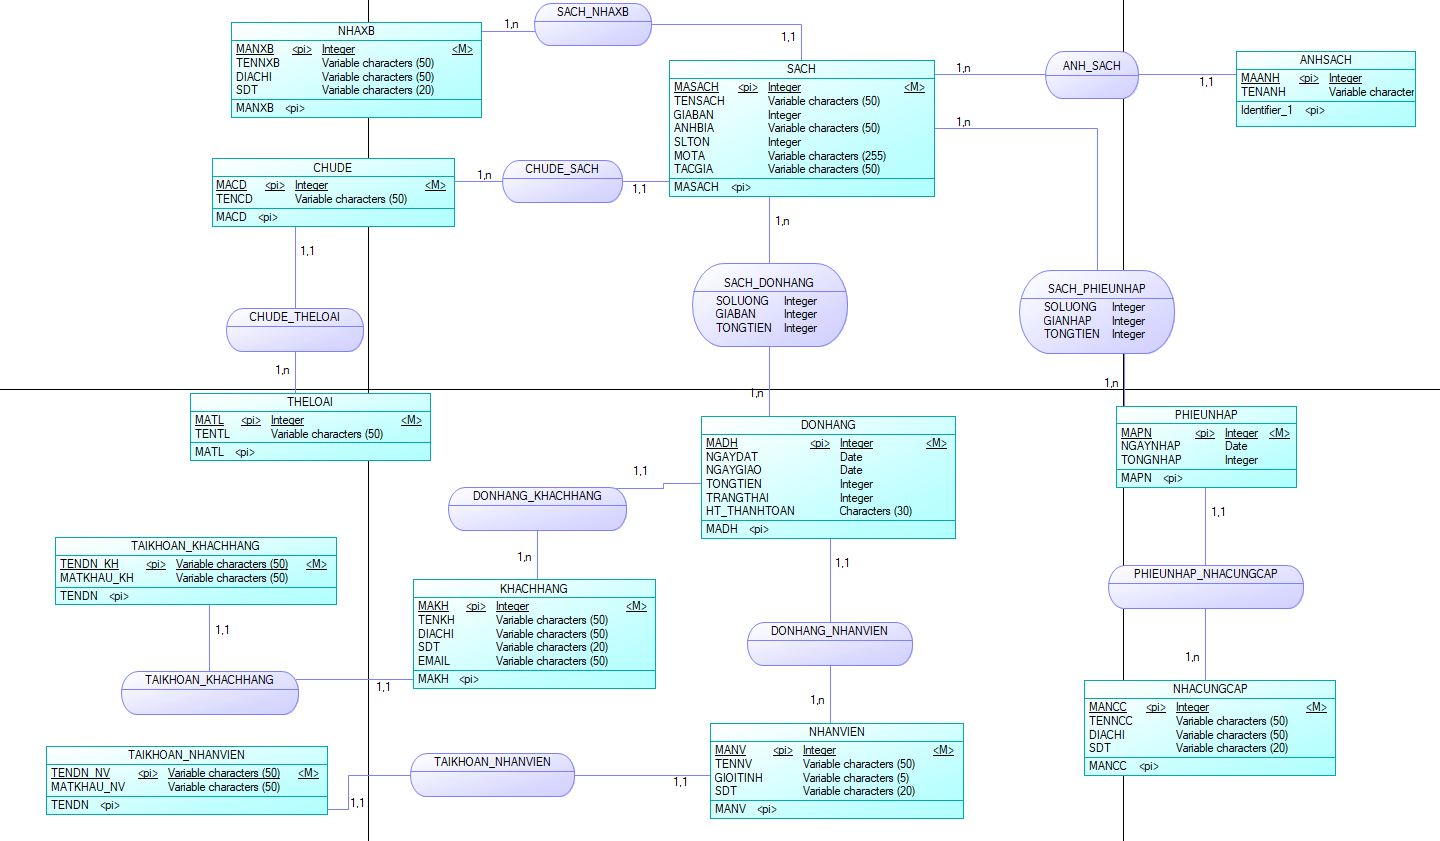 SACH_NHAXB
1,n
1,1
NHAXB
MANXB <pi> Integer <M>
TENNXB Variable characters (50)
DIACHI Variable characters (50)
SDT Variable characters (20)
MANXB <pi>
SACH
MASACH <pi> Integer <M>
TENSACH Variable characters (50)
GIABAN Integer
ANHBIA Variable characters (50)
SLTON Integer
MOTA Variable characters (255)
TACGIA Variable characters (50)
MASACH <pi>
1,n
ANH_SACH
1,1
ANHSACH
MAANH <pi> Integer
TENANH Variable character
Identifier_1 <pi>
1,n
CHUDE
MACD <pi> Integer <M>
TENCD Variable characters (50)
MACD <pi>
1,n
CHUDE_SACH
1,1
1,1
1,n
CHUDE_THELOAI
1,n
SACH_DONHANG
SOLUONG Integer
GIABAN Integer
TONGTIEN Integer
1,n
SACH_PHIEUNHAP
SOLUONG Integer
GIANHAP Integer
TONGTIEN Integer
1,n
THELOAI
MATL <pi> Integer <M>
TENTL Variable characters (50)
MATL <pi>
DONHANG
MADH <pi> Integer <M>
NGAYDAT Date
NGAYGIAO Date
TONGTIEN Integer
TRANGTHAI Integer
HT_THANHTOAN Characters (30)
MADH <pi>
PHIEUNHAP
MAPN <pi> Integer <M>
NGAYNHAP Date
TONGNHAP Integer
MAPN <pi>
1,1
DONHANG_KHACHHANG
1,n
1,1
1,1
TAIKHOAN_KHACHHANG
TENDN_KH <pi> Variable characters (50) <M>
MATKHAU_KH Variable characters (50)
TENDN <pi>
KHACHHANG
MAKH <pi> Integer <M>
TENKH Variable characters (50)
DIACHI Variable characters (50)
SDT Variable characters (20)
EMAIL Variable characters (50)
MAKH <pi>
PHIEUNHAP_NHACUNGCAP
1,n
1,1
TAIKHOAN_KHACHHANG
1,1
DONHANG_NHANVIEN
1,n
NHACUNGCAP
MANCC <pi> Integer <M>
TENNCC Variable characters (50)
DIACHI Variable characters (50)
SDT Variable characters (20)
MANCC <pi>
TAIKHOAN_NHANVIEN
TENDN_NV <pi> Variable characters (50) <M>
MATKHAU_NV Variable characters (50)
TENDN <pi>
1,1
TAIKHOAN_NHANVIEN
1,1
NHANVIEN
MANV <pi> Integer <M>
TENNV Variable characters (50)
GIOITINH Variable characters (5)
SDT Variable characters (20)
MANV <pi>